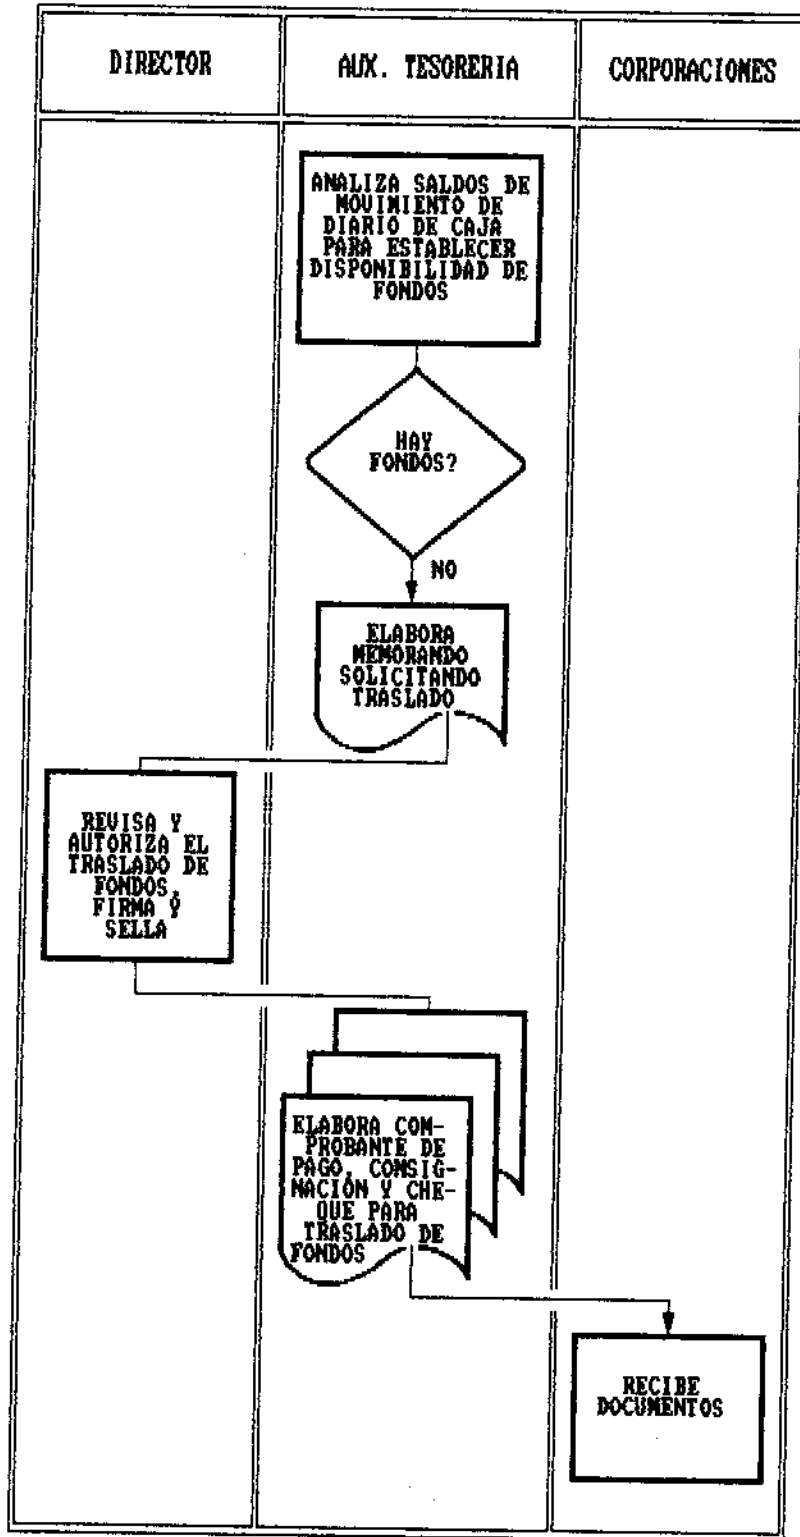 DIRECTOR
AUX. TESORERIA
CORPORACIONES
ANALIZA SALDOS DE
MOVIMIENTO DE
DIARIO DE CAJA
PARA ESTABLECER
DISPONIBILIDAD DE
FONDOS
HAY
FONDOS?
NO
ELABORA
MEMORANDO
SOLICITANDO
TRASLADO
REVISA Y
AUTORIZA EL
TRASLADO DE
FONDOS,
FIRMA Y
SELLA
ELABORA COM-
PROBANTE DE
PAGO, CONSIG-
NACIÓN Y CHE-
QUE PARA
TRASLADO DE
FONDOS
RECIBE
DOCUMENTOS